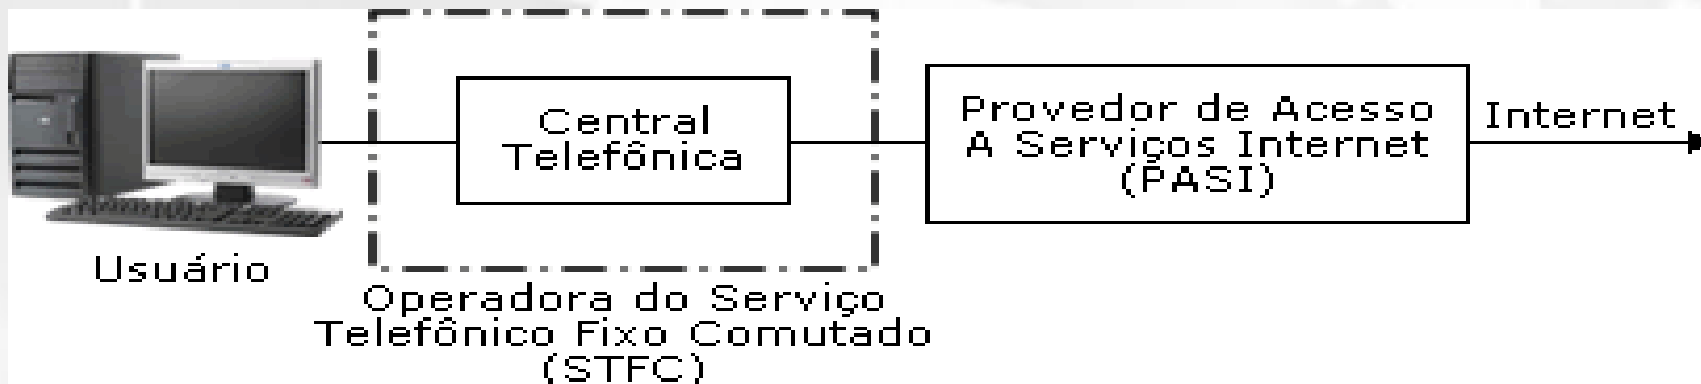 Usuário
Central
Telefônica
Operadora do Serviço
Telefônico Fixo Comutado
(STFC)
Provedor de Acesso
A Serviços Internet
(PASI)
Internet